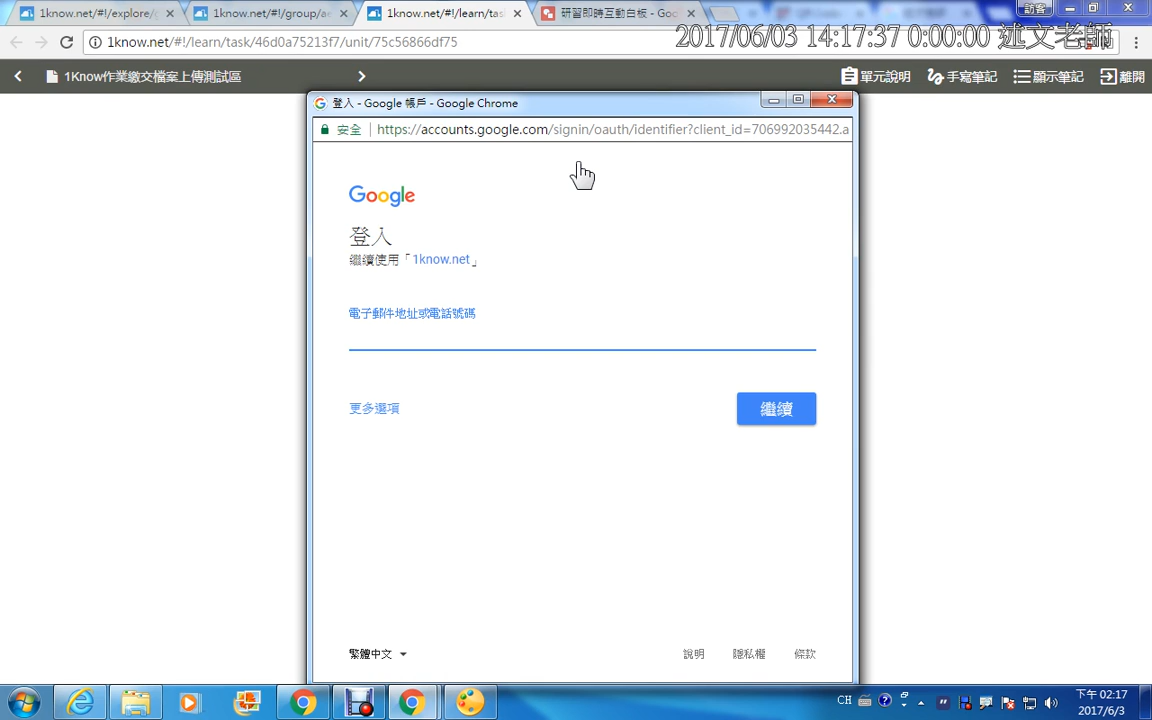 1know.net/#!/explore/
1know.net/#!/group/
1know.net/#!/learn/tas
研習即時互動白板 - Goo
訪客
1know.net/#!/learn/task/46d0a75213f7/unit/75c56866df75
2017/06/03 14:17:37 0:00:00 述文老師
1Know作業繳交檔案上傳測試區
單元說明
手寫筆記
顯示筆記
離開
登入 - Google 帳戶 - Google Chrome
安全
https://accounts.google.com/signin/oauth/identifier?client_id=706992035442.a
Google
登入
繼續使用「1know.net」
電子郵件地址或電話號碼
更多選項
繼續
繁體中文
說明
隱私權
條款
CH
下午 02:17
2017/6/3